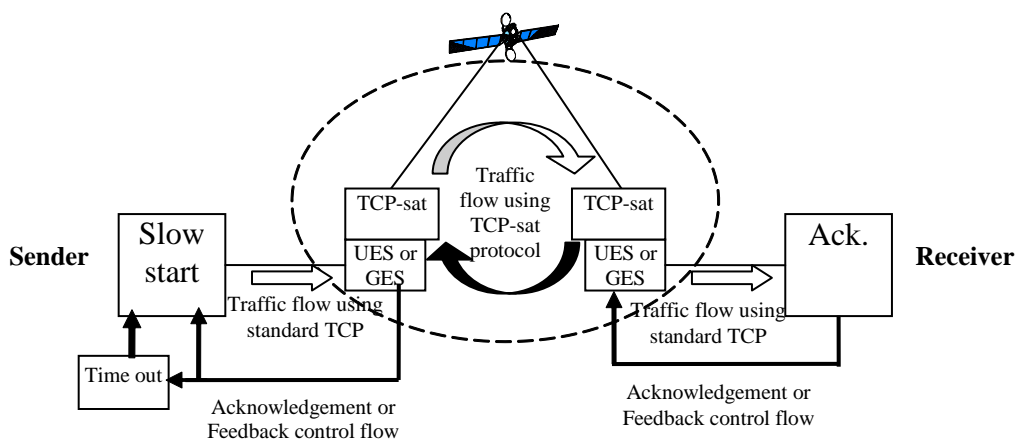 TCP-sat
Traffic
flow using
TCP-sat
protocol
TCP-sat
Sender
Slow
start
UES or
GES
UES or
GES
Ack.
Receiver
Traffic flow using
standard TCP
Traffic flow using
standard TCP
Time out
Acknowledgement or
Feedback control flow
Acknowledgement or
Feedback control flow